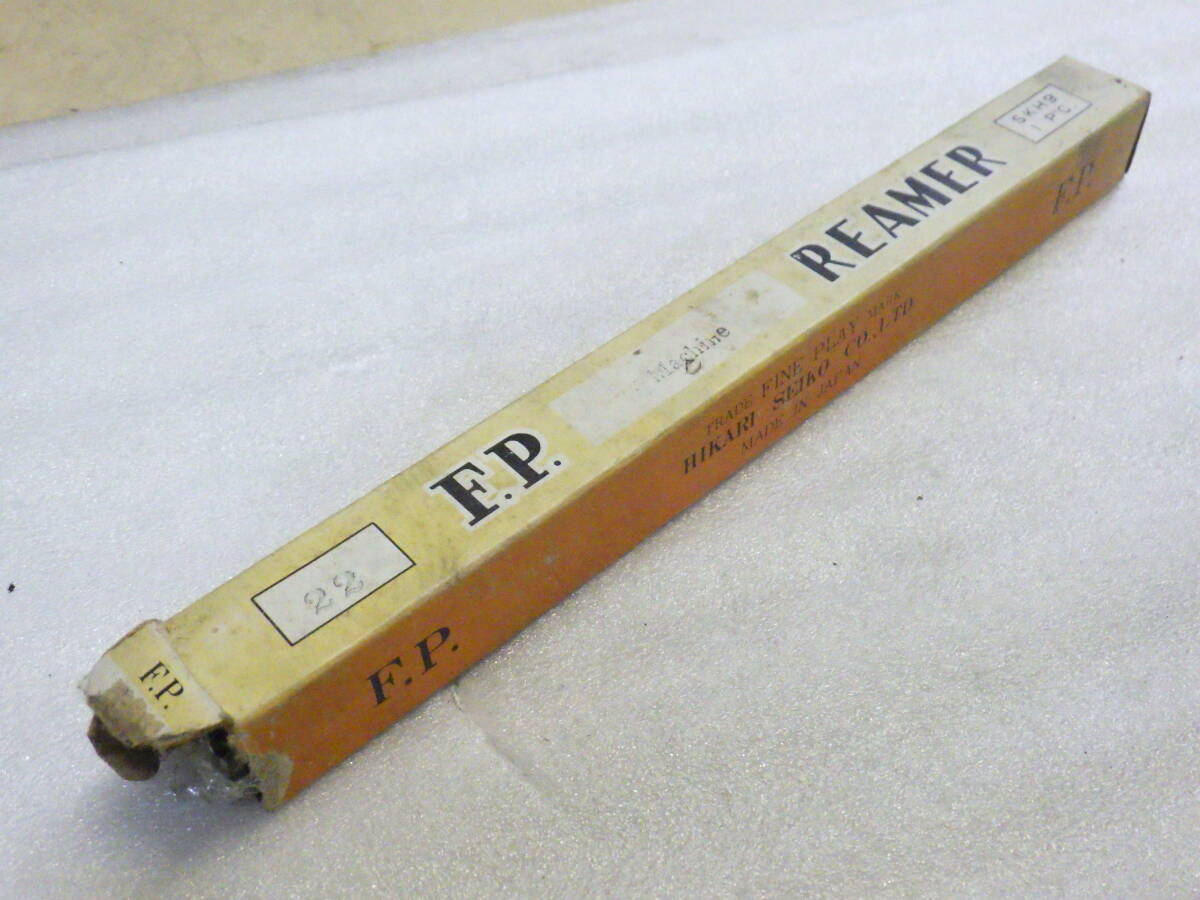 F.P.
22
F.P.
Machine
REAMER
SKH9
1 PC
F.P.
TRADE FINE PLAY MARK
HIKARI SEIKO CO.,LTD
MADE IN JAPAN
F.P.